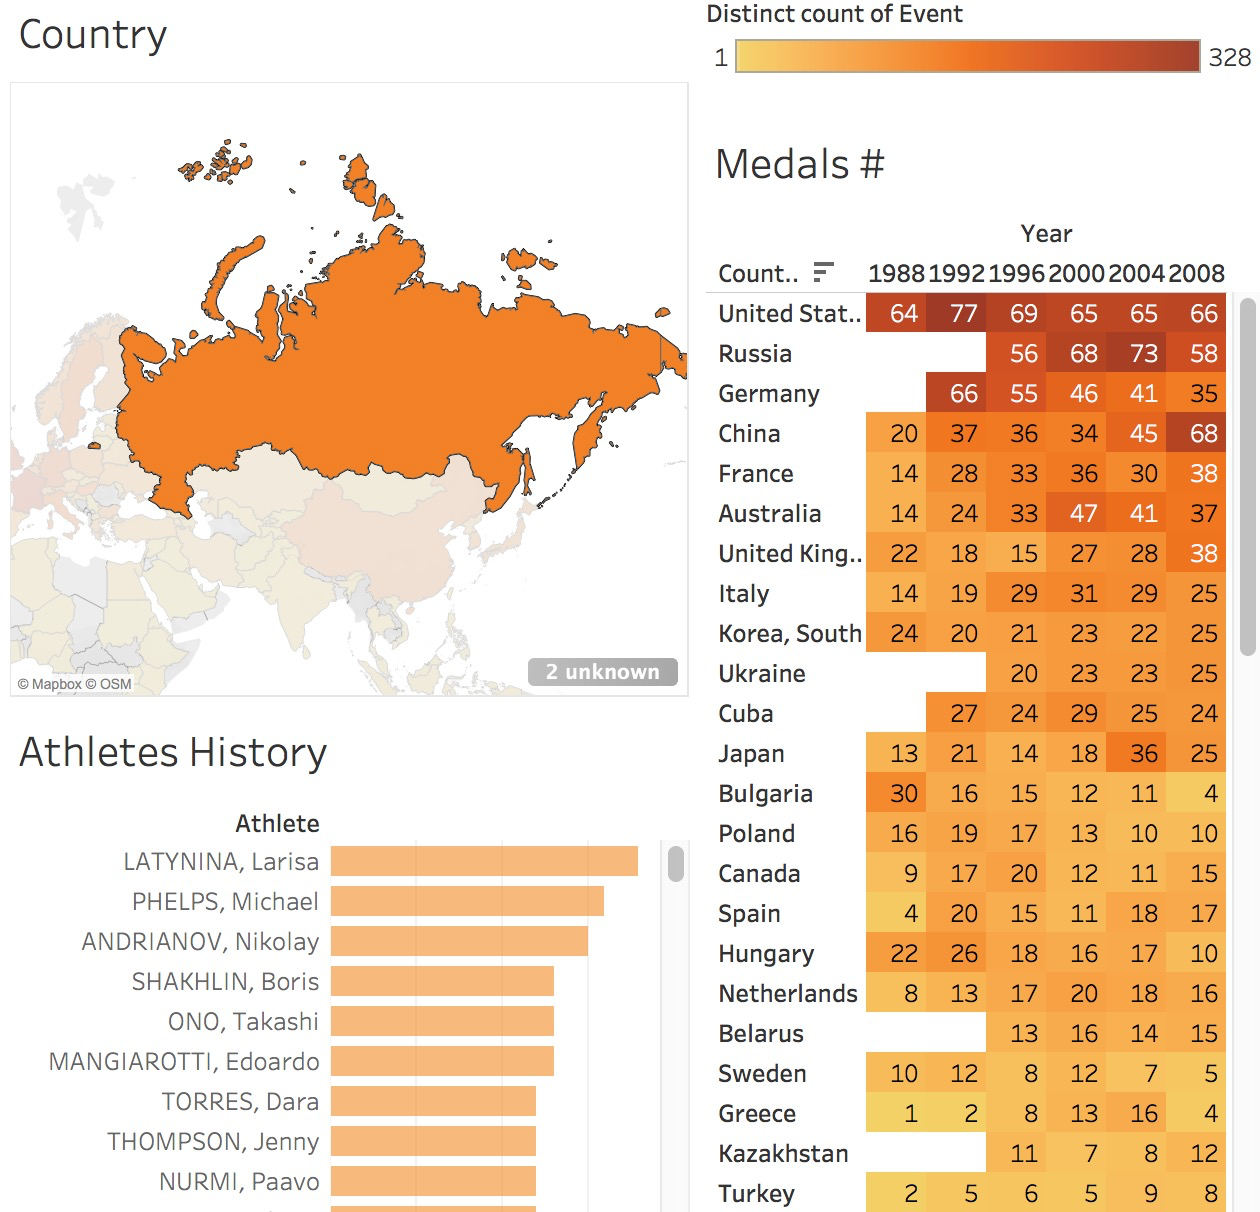 Country
2 unknown
© Mapbox © OSM
Athletes History
Athlete
LATYNINA, Larisa
PHELPS, Michael
ANDRIANOV, Nikolay
SHAKHLIN, Boris
ONO, Takashi
MANGIAROTTI, Edoardo
TORRES, Dara
THOMPSON, Jenny
NURMI, Paavo
Distinct count of Event
1 328
Medals #
Year
Count.. 1988 1992 1996 2000 2004 2008
United Stat.. 64 77 69 65 65 66
Russia 56 68 73 58
Germany 66 55 46 41 35
China 20 37 36 34 45 68
France 14 28 33 36 30 38
Australia 14 24 33 47 41 37
United King.. 22 18 15 27 28 38
Italy 14 19 29 31 29 25
Korea, South 24 20 21 23 22 25
Ukraine 20 23 23 25
Cuba 27 24 29 25 24
Japan 13 21 14 18 36 25
Bulgaria 30 16 15 12 11 4
Poland 16 19 17 13 10 10
Canada 9 17 20 12 11 15
Spain 4 20 15 11 18 17
Hungary 22 26 18 16 17 10
Netherlands 8 13 17 20 18 16
Belarus 13 16 14 15
Sweden 10 12 8 12 7 5
Greece 1 2 8 13 16 4
Kazakhstan 11 7 8 12
Turkey 2 5 6 5 9 8